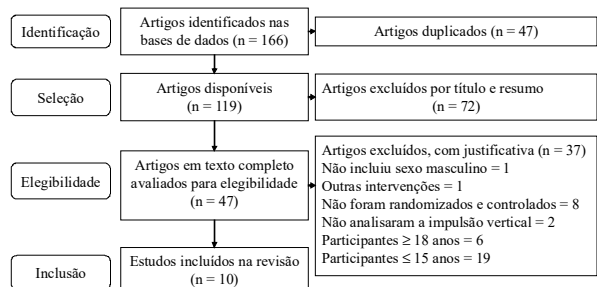 Identificação
Artigos identificados nas
bases de dados (n = 166)
Artigos duplicados (n = 47)
Seleção
Artigos disponíveis
(n = 119)
Artigos excluídos por título e resumo
(n = 72)
Elegibilidade
Artigos em texto completo
avaliados para elegibilidade
(n = 47)
Artigos excluídos, com justificativa (n = 37)
Não incluiu sexo masculino = 1
Outras intervenções = 1
Não foram randomizados e controlados = 8
Não analisaram a impulsão vertical = 2
Participantes ≥ 18 anos = 6
Participantes ≤ 15 anos = 19
Inclusão
Estudos incluídos na revisão
(n = 10)